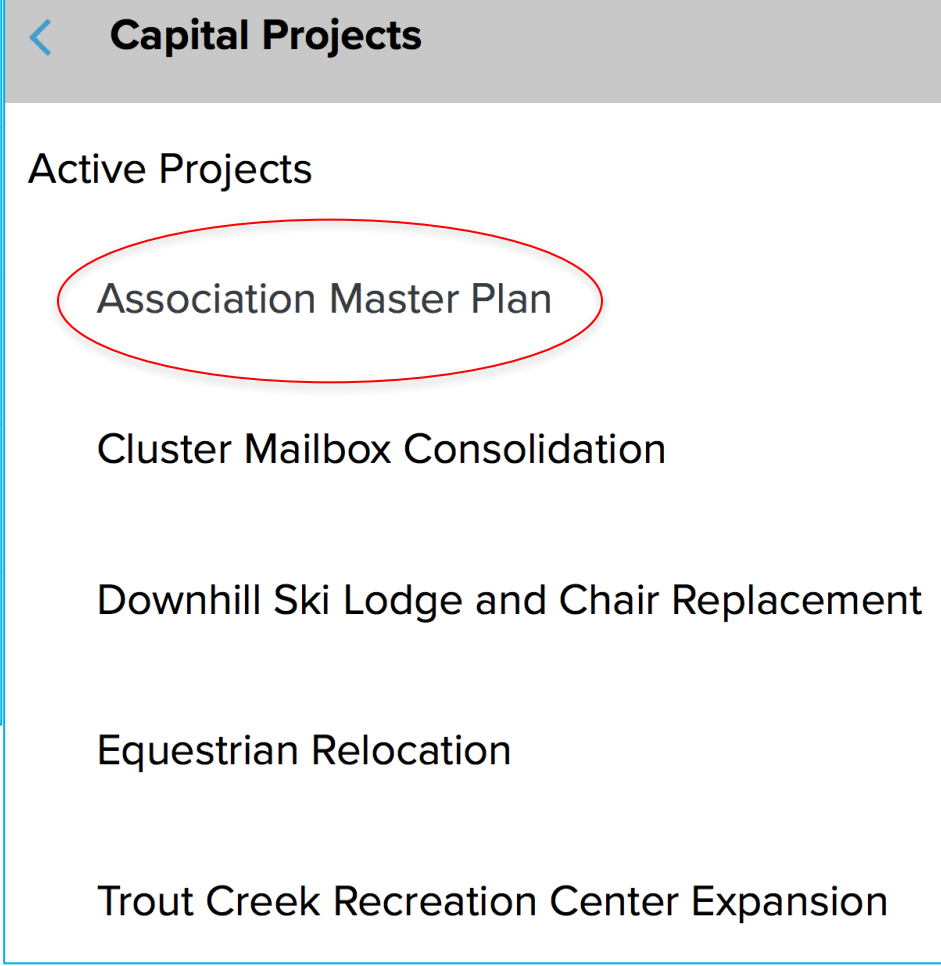 Capital Projects
Active Projects
Association Master Plan
Cluster Mailbox Consolidation
Downhill Ski Lodge and Chair Replacement
Equestrian Relocation
Trout Creek Recreation Center Expansion